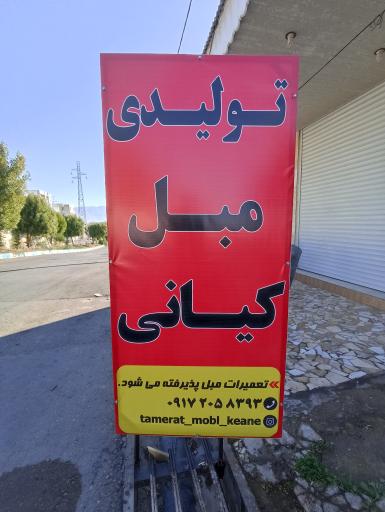 تولیدی
مبل
کیانی
»تعمیرات مبل پذیرفته می شود.
۰۹۱۷ ۲۰۵ ۸۳۹۳
tamerat_mobl_keane